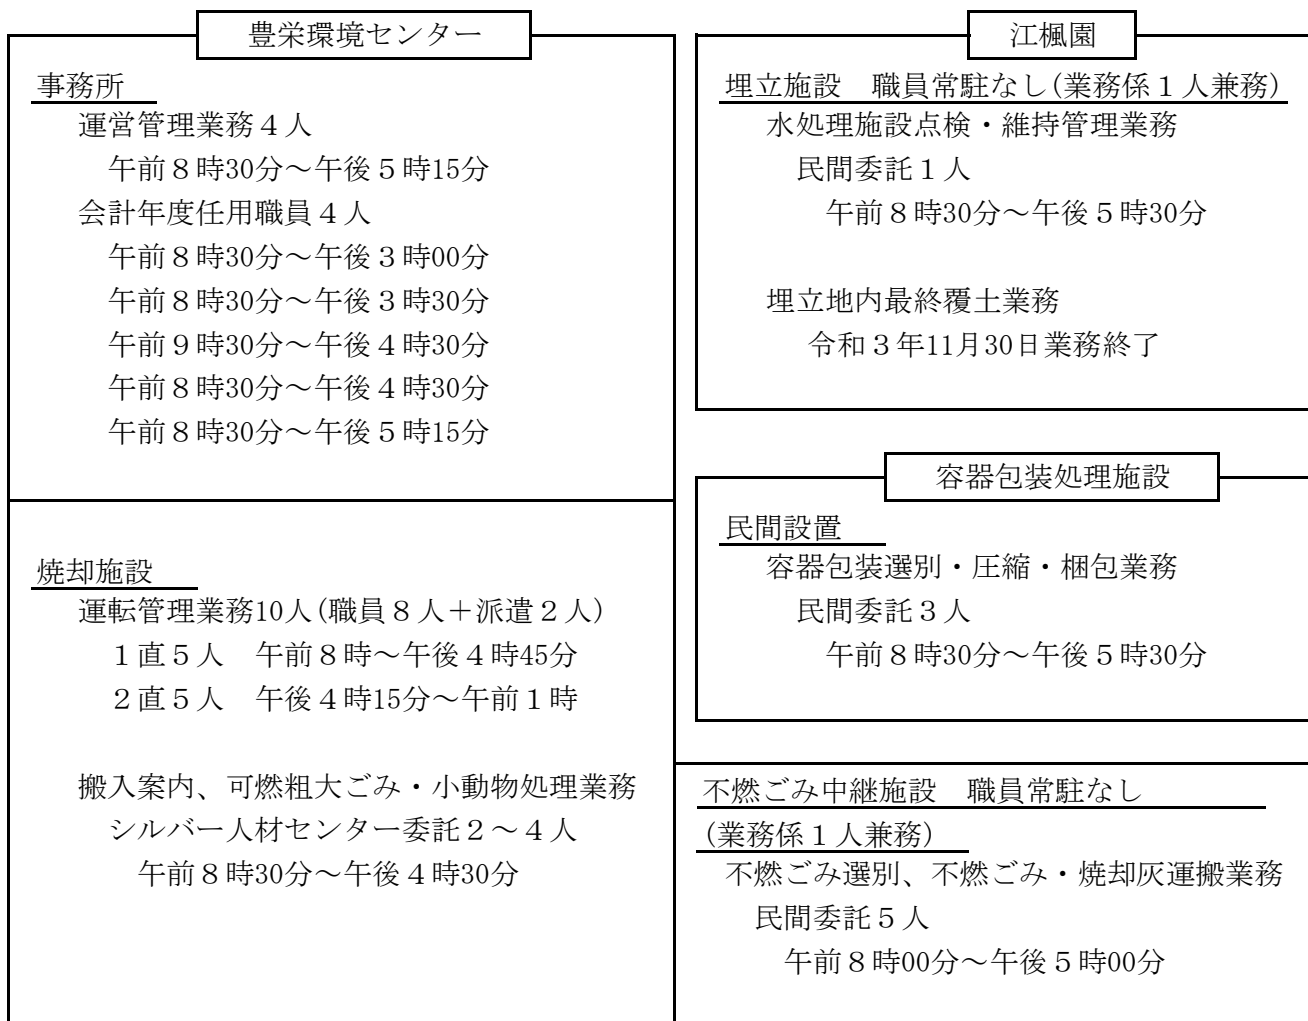 豊栄環境センター
事務所
運営管理業務４人
午前８時30分～午後５時15分
会計年度任用職員４人
午前８時30分～午後３時00分
午前８時30分～午後３時30分
午前９時30分～午後４時30分
午前８時30分～午後４時30分
午前８時30分～午後５時15分
焼却施設
運転管理業務10人(職員８人＋派遣２人)
１直５人　午前８時～午後４時45分
２直５人　午後４時15分～午前１時
搬入案内、可燃粗大ごみ・小動物処理業務
シルバー人材センター委託２～４人
午前８時30分～午後４時30分
江楓園
埋立施設　職員常駐なし(業務係１人兼務)
水処理施設点検・維持管理業務
民間委託１人
午前８時30分～午後５時30分
埋立地内最終覆土業務
令和３年11月30日業務終了
容器包装処理施設
民間設置
容器包装選別・圧縮・梱包業務
民間委託３人
午前８時30分～午後５時30分
不燃ごみ中継施設　職員常駐なし
(業務係１人兼務)
不燃ごみ選別、不燃ごみ・焼却灰運搬業務
民間委託５人
午前８時00分～午後５時00分